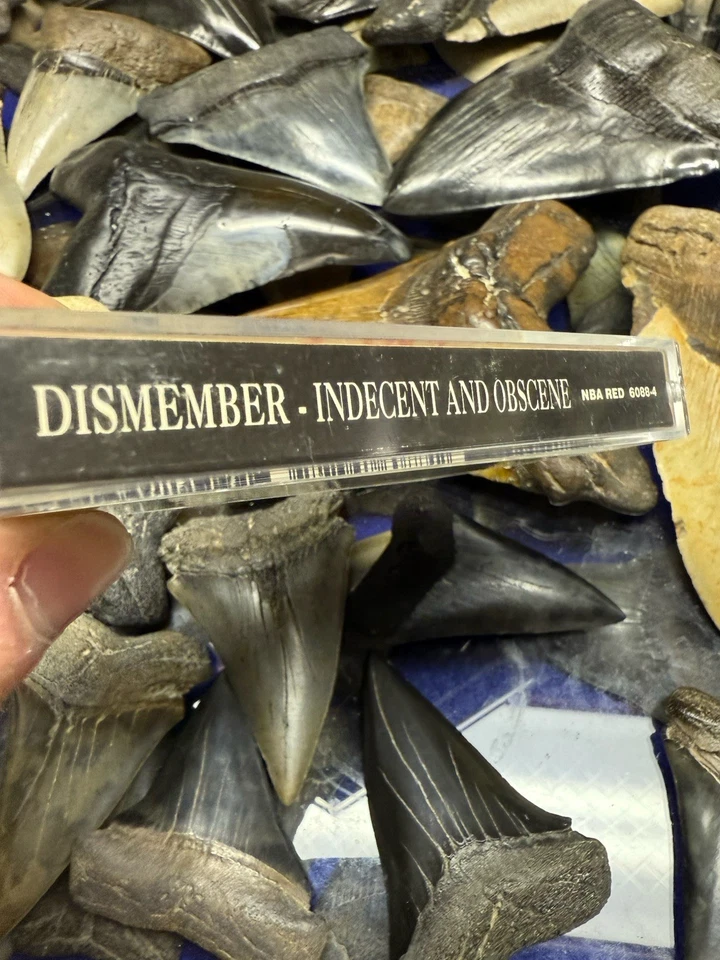 DISMEMBER - INDECENT AND OBSCENE NBA RED 6088-4